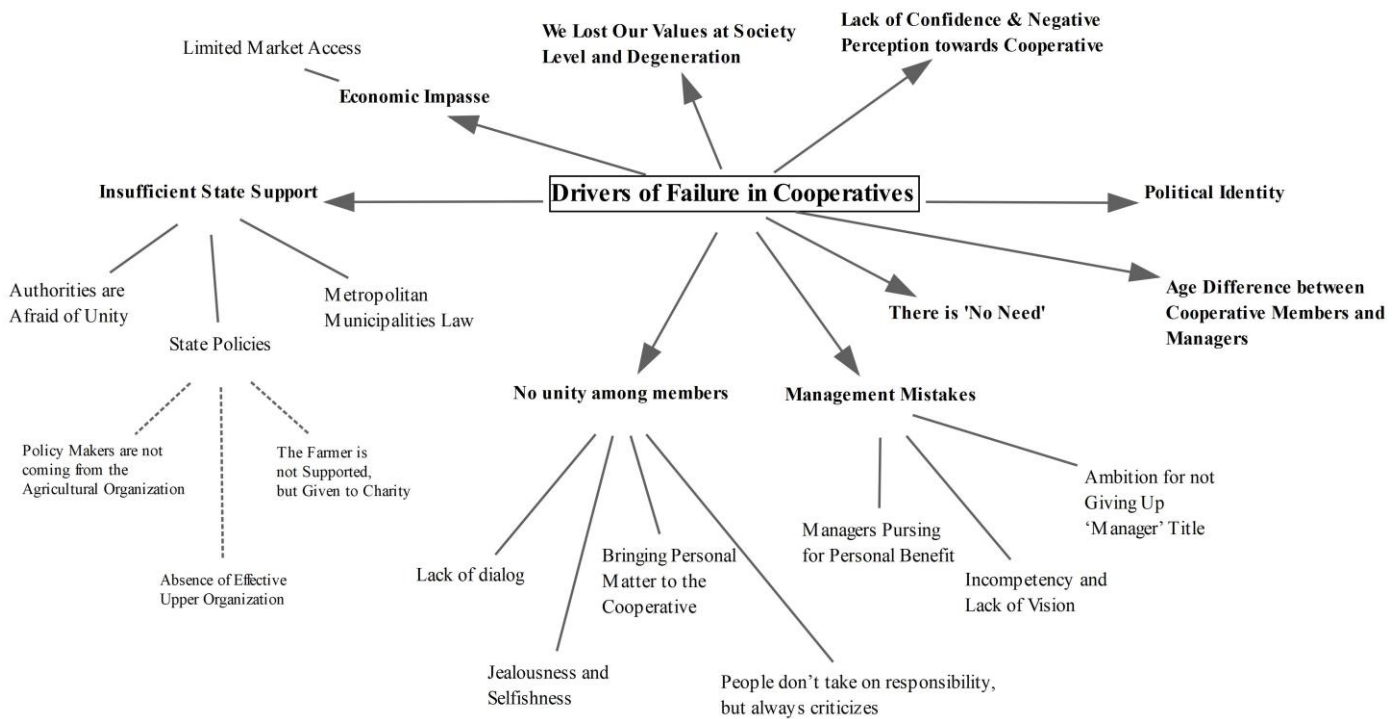 We Lost Our Values at Society
Level and Degeneration
Lack of Confidence & Negative
Perception towards Cooperative
Limited Market Access
Economic Impasse
Drivers of Failure in Cooperatives
Insufficient State Support
Political Identity
Authorities are
Afraid of Unity
Metropolitan
Municipalities Law
State Policies
There is 'No Need'
Age Difference between
Cooperative Members and
Managers
No unity among members
Management Mistakes
Policy Makers are not
coming from the
Agricultural Organization
The Farmer is
not Supported,
but Given to Charity
Absence of Effective
Upper Organization
Lack of dialog
Bringing Personal
Matter to the
Cooperative
Managers Pursing
for Personal Benefit
Ambition for not
Giving Up
‘Manager’ Title
Incompetency and
Lack of Vision
Jealousness and
Selfishness
People don’t take on responsibility,
but always criticizes